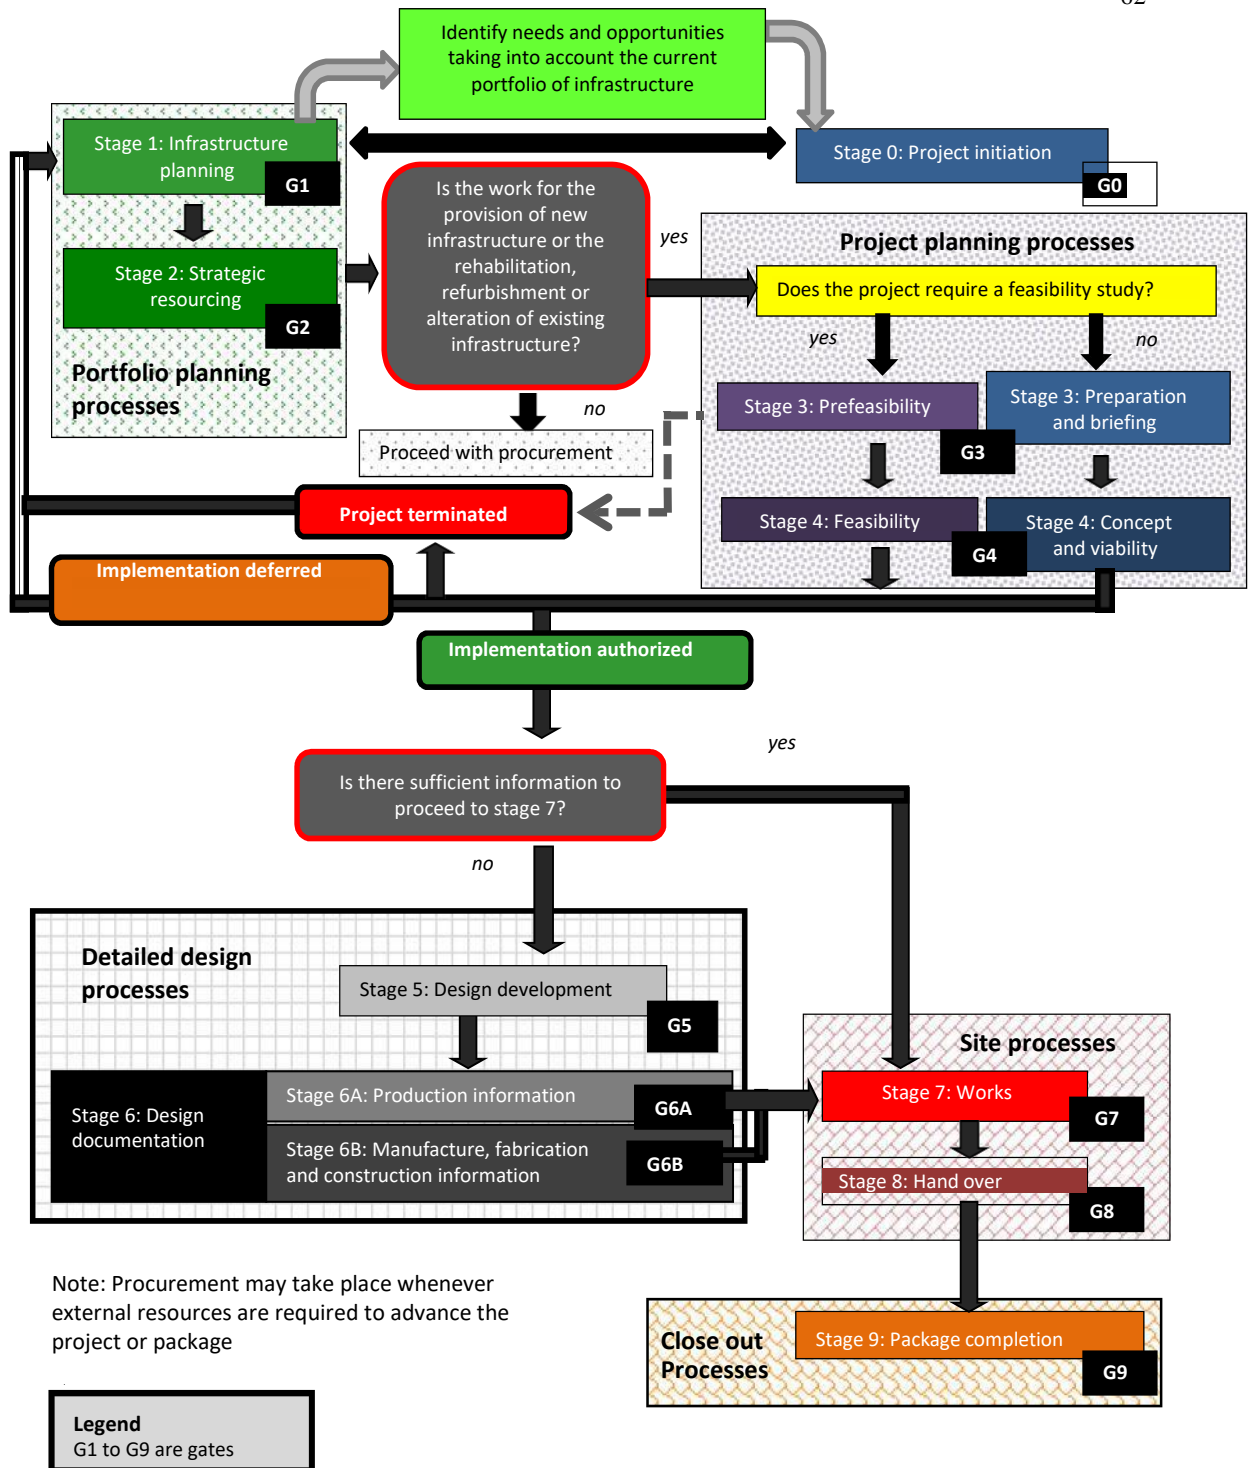 Identify needs and opportunities
taking into account the current
portfolio of infrastructure
Stage 1: Infrastructure
planning
G1
Stage 0: Project initiation
G0
Is the work for the
provision of new
infrastructure or the
rehabilitation,
refurbishment or
alteration of existing
infrastructure?
yes
no
Stage 2: Strategic
resourcing
G2
Portfolio planning
processes
Proceed with procurement
Project planning processes
Does the project require a feasibility study?
yes
no
Stage 3: Prefeasibility
Stage 3: Preparation
and briefing
G3
Stage 4: Feasibility
Stage 4: Concept
and viability
G4
Project terminated
Implementation deferred
Implementation authorized
Is there sufficient information to
proceed to stage 7?
yes
no
Detailed design
processes
Stage 5: Design development
G5
Stage 6: Design
documentation
Stage 6A: Production information
G6A
Stage 6B: Manufacture, fabrication
and construction information
G6B
Site processes
Stage 7: Works
G7
Stage 8: Hand over
G8
Close out
Processes
Stage 9: Package completion
G9
Note: Procurement may take place whenever
external resources are required to advance the
project or package
Legend
G1 to G9 are gates